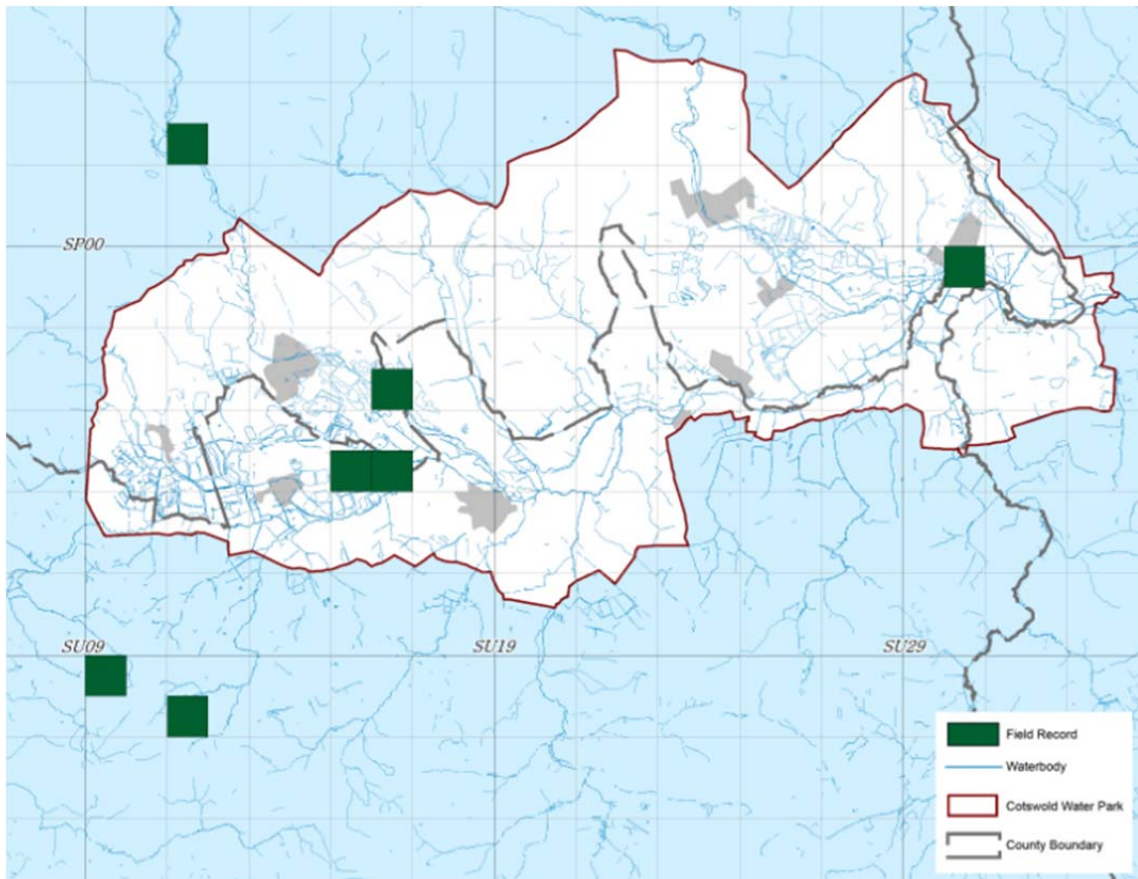 SP00
SU09
SU19
SU29
Field Record
Waterbody
Cotswold Water Park
County Boundary